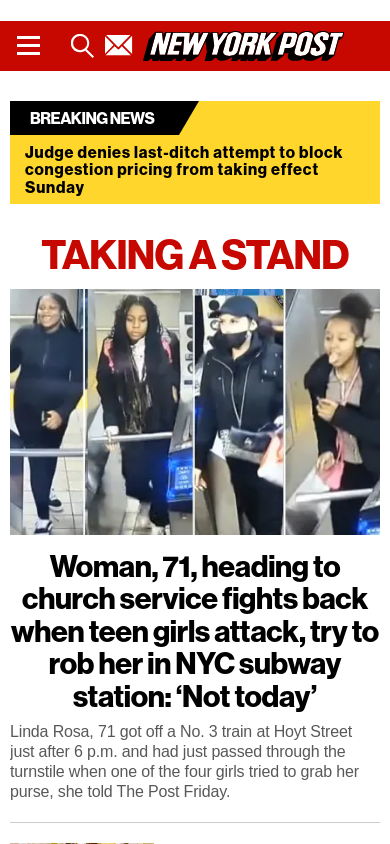 NEW YORK POST
BREAKING NEWS
Judge denies last-ditch attempt to block
congestion pricing from taking effect
Sunday
TAKING A STAND
Woman, 71, heading to
church service fights back
when teen girls attack, try to
rob her in NYC subway
station: ‘Not today’
Linda Rosa, 71 got off a No. 3 train at Hoyt Street
just after 6 p.m. and had just passed through the
turnstile when one of the four girls tried to grab her
purse, she told The Post Friday.